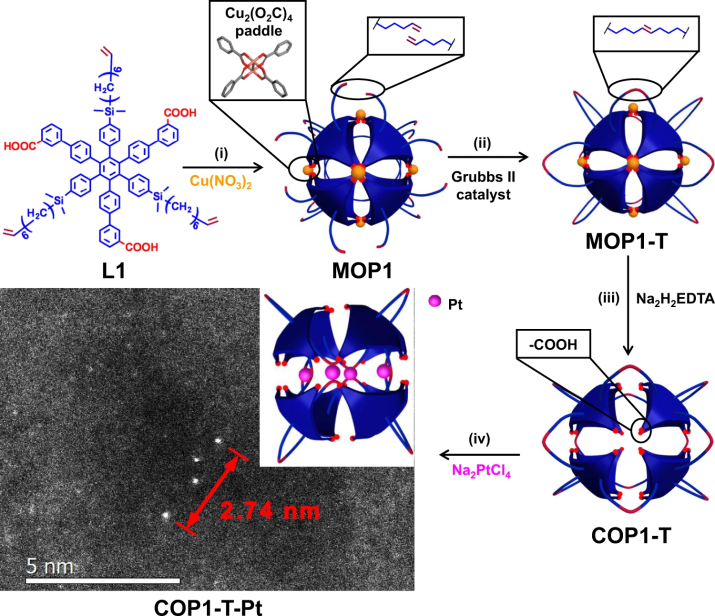 Cu₂(O₂C)₄
paddle
6
H₂C
Si
COOH
HOOC
(i)
Cu(NO₃)₂
(ii)
Grubbs II
catalyst
Si
H₂C
6
Si
CH₂
6
COOH
L1
MOP1
MOP1-T
(iii)
Na₂H₂EDTA
Pt
-COOH
(iv)
Na₂PtCl₄
2.74 nm
5 nm
COP1-T
COP1-T-Pt